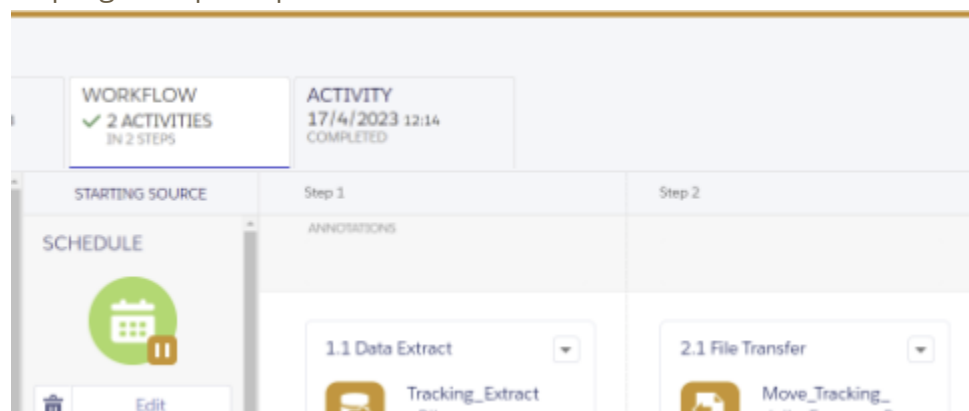 WORKFLOW
2 ACTIVITIES
IN 2 STEPS
ACTIVITY
17/4/2023 12:14
COMPLETED
STARTING SOURCE
Step 1
Step 2
SCHEDULE
ANNOTATIONS
1.1 Data Extract
2.1 File Transfer
Tracking_Extract
Move_Tracking_
Edit